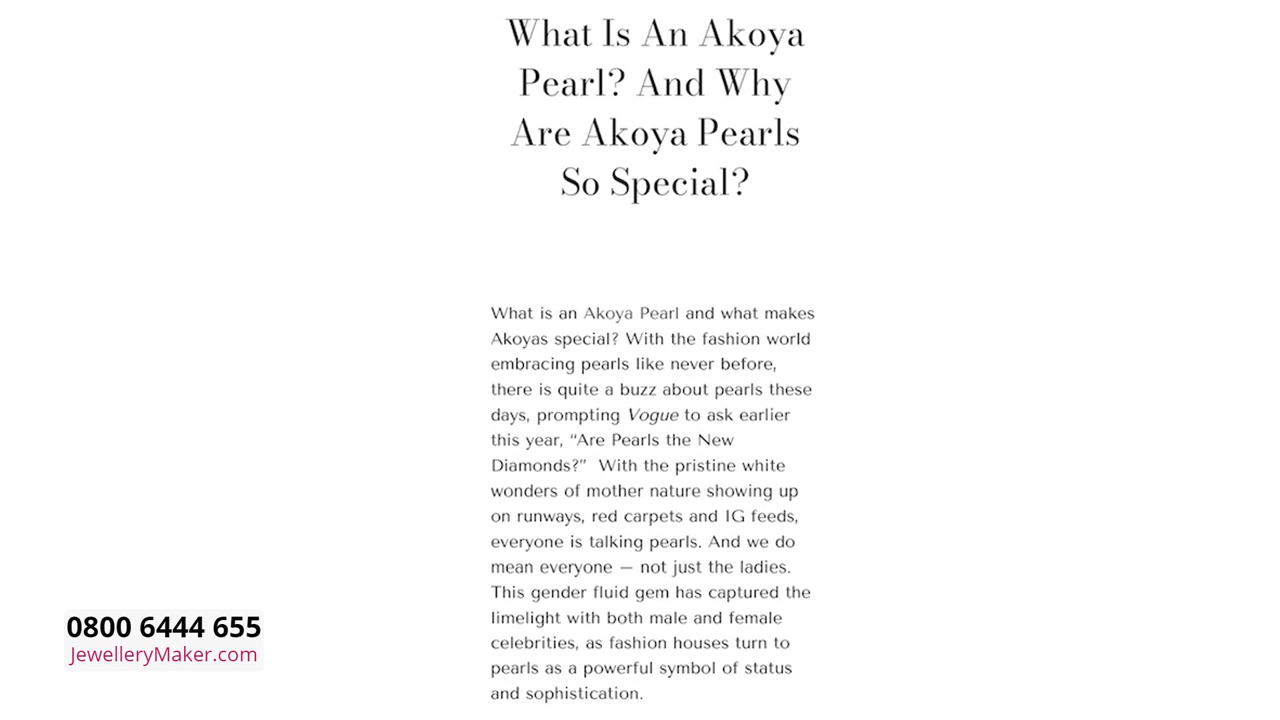 What Is An Akoya
Pearl? And Why
Are Akoya Pearls
So Special?
What is an Akoya Pearl and what makes
Akoyas special? With the fashion world
embracing pearls like never before,
there is quite a buzz about pearls these
days, prompting Vogue to ask earlier
this year, “Are Pearls the New
Diamonds?”  With the pristine white
wonders of mother nature showing up
on runways, red carpets and IG feeds,
everyone is talking pearls. And we do
mean everyone – not just the ladies.
This gender fluid gem has captured the
limelight with both male and female
celebrities, as fashion houses turn to
pearls as a powerful symbol of status
and sophistication.
0800 6444 655
JewelleryMaker.com